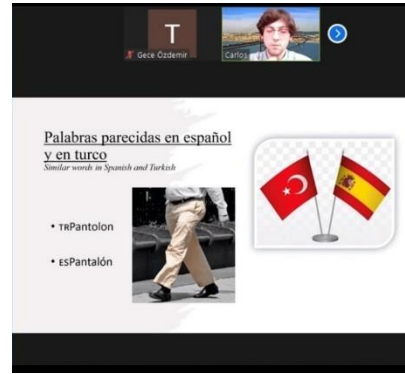 T
Gece Özdemir
Carlos
Palabras parecidas en español
y en turco
Similar words in Spanish and Turkish
• TRPantolon
• ESPantalón